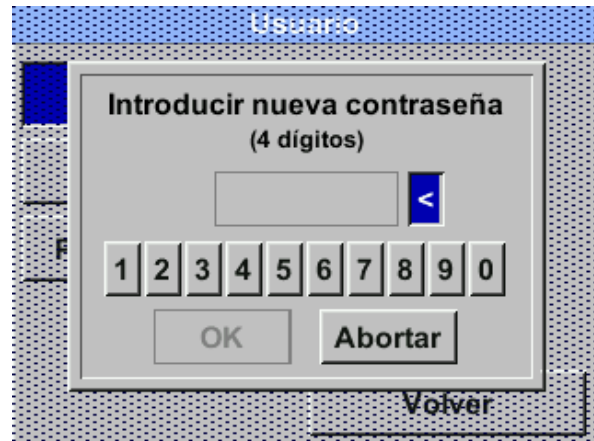 Usuario
Introducir nueva contraseña
(4 dígitos)
<
1 2 3 4 5 6 7 8 9 0
OK Abortar
Volver